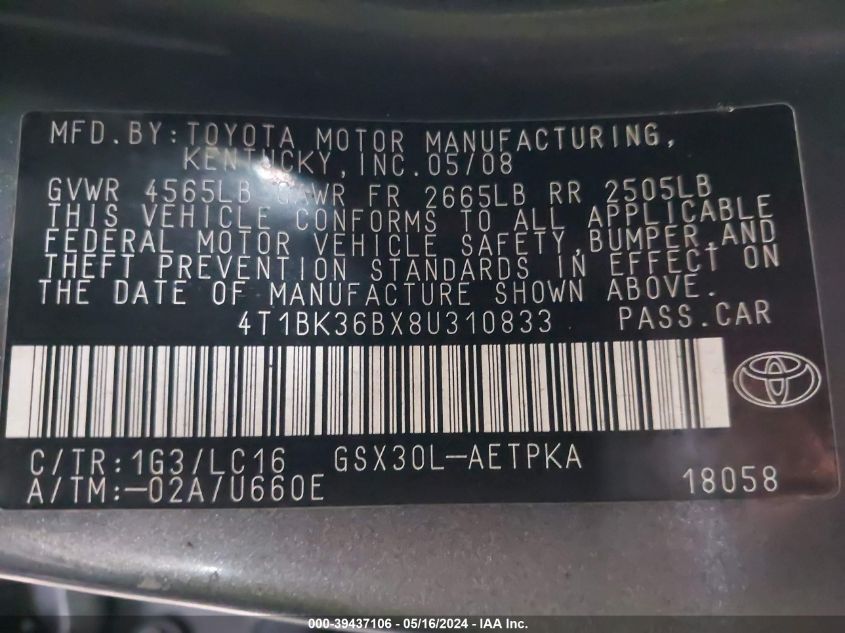 MFD.BY:TOYOTA MOTOR MANUFACTURING,
KENTUCKY,INC.05/08
GVWR 4565LB GAWR FR 2665LB RR 2505LB
THIS VEHICLE CONFORMS TO ALL APPLICABLE
FEDERAL MOTOR VEHICLE SAFETY,BUMPER,AND
THEFT PREVENTION STANDARDS IN EFFECT ON
THE DATE OF MANUFACTURE SHOWN ABOVE.
4T1BK36BX8U310833 PASS.CAR
C/TR:1G3/LC16 GSX30L-AETPKA
A/TM:-02A/U660E 18058
000-39437106 - 05/16/2024 - IAA Inc.